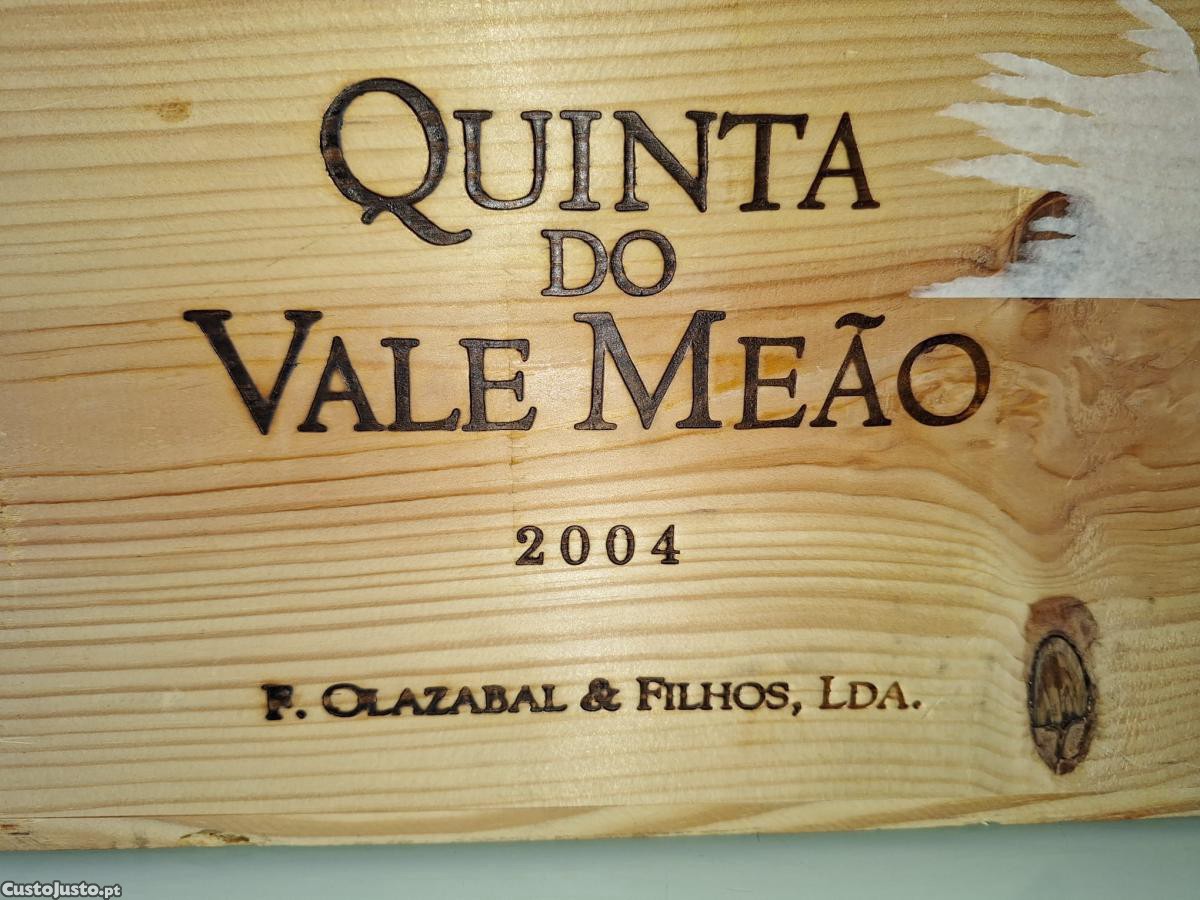 QUINTA
DO
VALE MEÃO
2004
F. OLAZABAL & FILHOS, LDA.
CustoJusto.pt